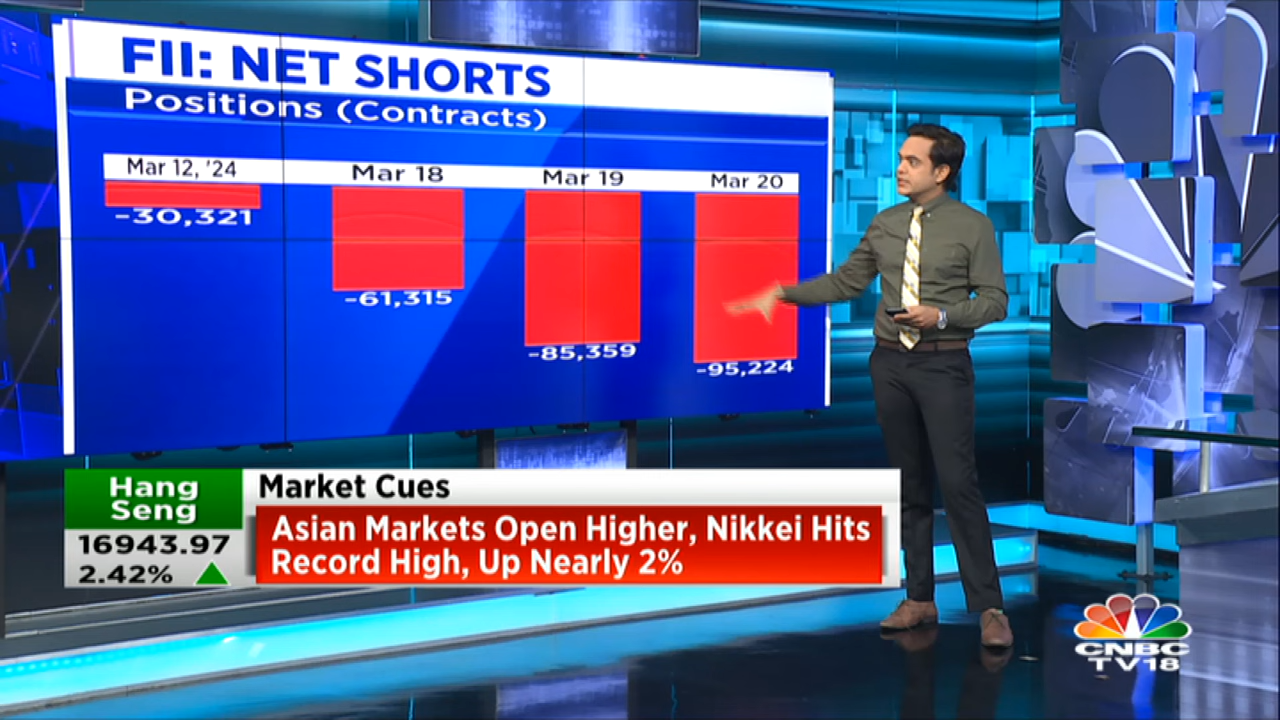 FII: NET SHORTS
Positions (Contracts)
Mar 12, '24
Mar 18
Mar 19
Mar 20
-30,321
-61,315
-85,359
-95,224
Hang
Seng
16943.97
2.42%
Market Cues
Asian Markets Open Higher, Nikkei Hits
Record High, Up Nearly 2%
CNBC
TV18